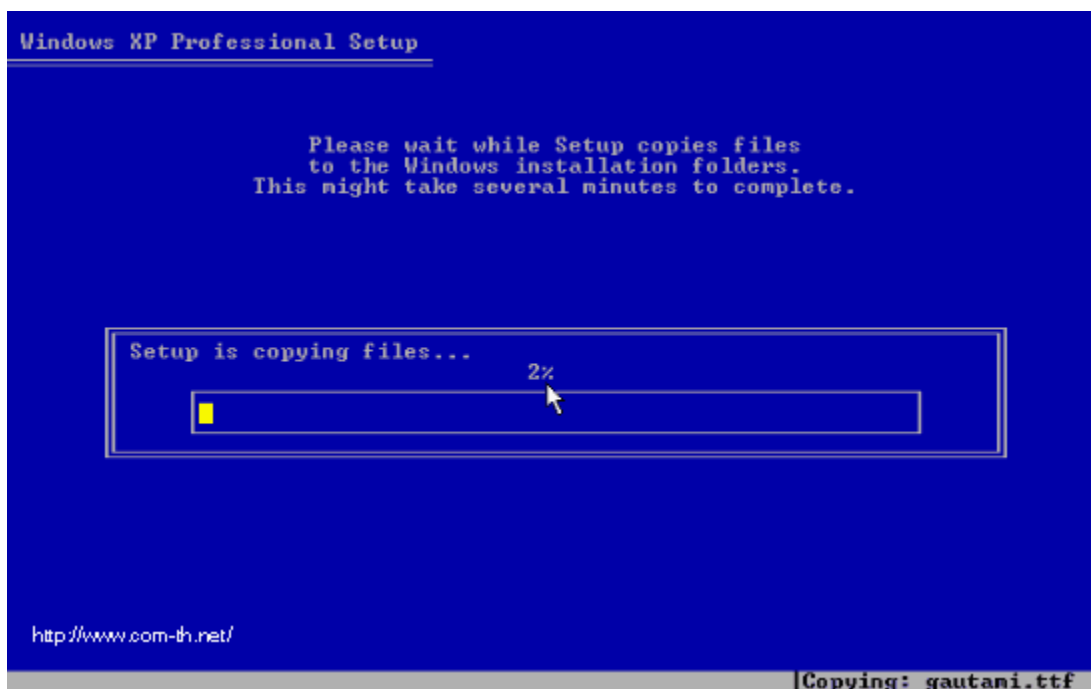 Windows XP Professional Setup
Please wait while Setup copies files
to the Windows installation folders.
This might take several minutes to complete.
Setup is copying files...
2%
http://www.com-th.net/
Copying: gautami.ttf